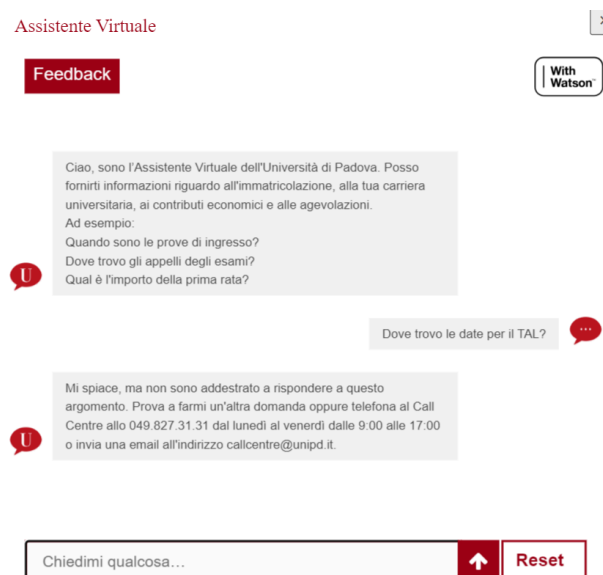 Assistente Virtuale
Feedback
With
Watson™
Ciao, sono l'Assistente Virtuale dell'Università di Padova. Posso
fornirti informazioni riguardo all'immatricolazione, alla tua carriera
universitaria, ai contributi economici e alle agevolazioni.
Ad esempio:
Quando sono le prove di ingresso?
Dove trovo gli appelli degli esami?
Qual è l'importo della prima rata?
U
Dove trovo le date per il TAL?
...
Mi spiace, ma non sono addestrato a rispondere a questo
argomento. Prova a farmi un'altra domanda oppure telefona al Call
Centre allo 049.827.31.31 dal lunedì al venerdì dalle 9:00 alle 17:00
o invia una email all'indirizzo callcentre@unipd.it.
U
Chiedimi qualcosa...
Reset